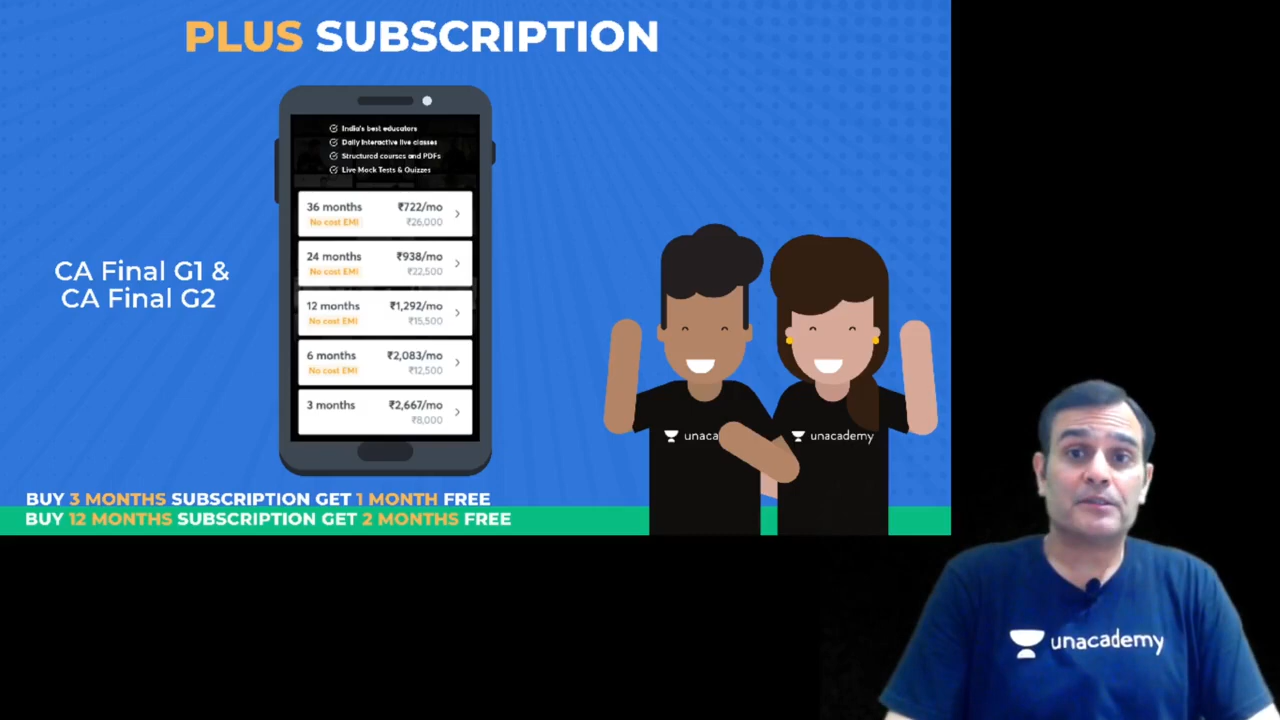 PLUS SUBSCRIPTION
India's best educators
Daily Interactive live classes
Structured courses and PDFs
Live Mock Tests & Quizzes
36 months ₹722/mo
No cost EMI ₹26,000
24 months ₹938/mo
No cost EMI ₹22,500
12 months ₹1,292/mo
No cost EMI ₹15,500
6 months ₹2,083/mo
No cost EMI ₹12,500
3 months ₹2,667/mo
₹8,000
CA Final G1 &
CA Final G2
unaca
unacademy
BUY 3 MONTHS SUBSCRIPTION GET 1 MONTH FREE
BUY 12 MONTHS SUBSCRIPTION GET 2 MONTHS FREE
unacademy